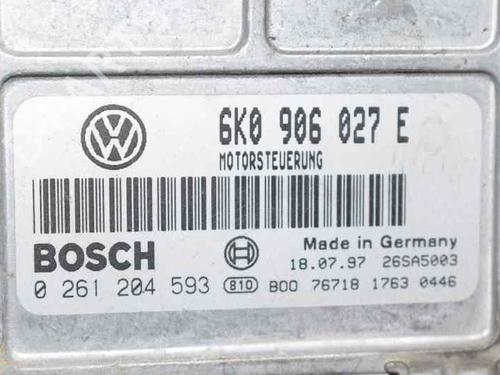 6K0 906 027 E
MOTORSTEUERUNG
BOSCH
Made in Germany
18.07.97 26SA5003
0 261 204 593 810 B00 76718 1763 0446